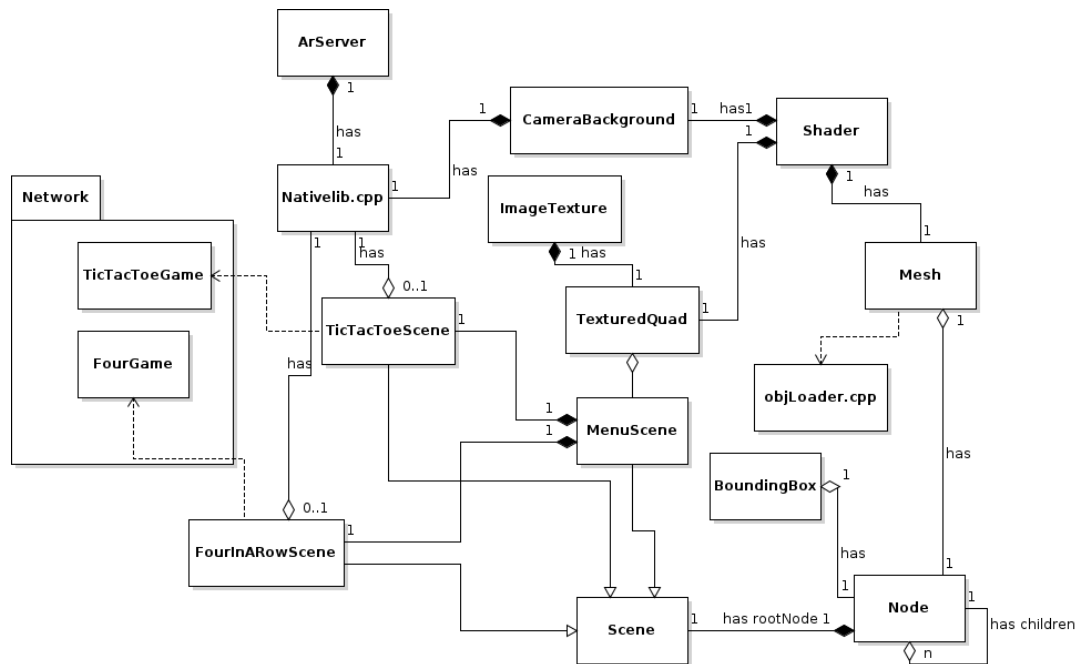 ArServer
1
has
1
CameraBackground
1
1
has1
1
Shader
1
has
1
has
Nativelib.cpp
1
ImageTexture
1
has
1
Network
TicTacToeGame
FourGame
1
1
has
0..1
TicTacToeScene
1
TexturedQuad
1
has
Mesh
1
objLoader.cpp
has
1
1
MenuScene
has
BoundingBox
1
has
0..1
FourInARowScene
1
1
1
Node
1
has children
n
Scene
1
has rootNode 1